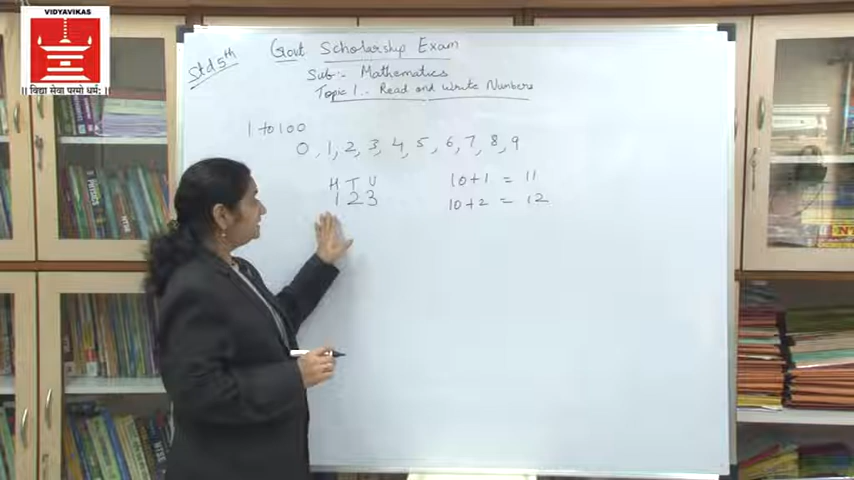 VIDYAVIKAS
|| विद्या सेवा परमो धर्म: ||
Std 5th
Govt Scholarship Exam
Sub:- Mathematics
Topic 1.- Read and Write Numbers
1 to 100
0, 1, 2, 3, 4, 5, 6, 7, 8, 9
H T U
1 2 3
10+1 = 11
10+2 = 12
PHYSICS
NTSE